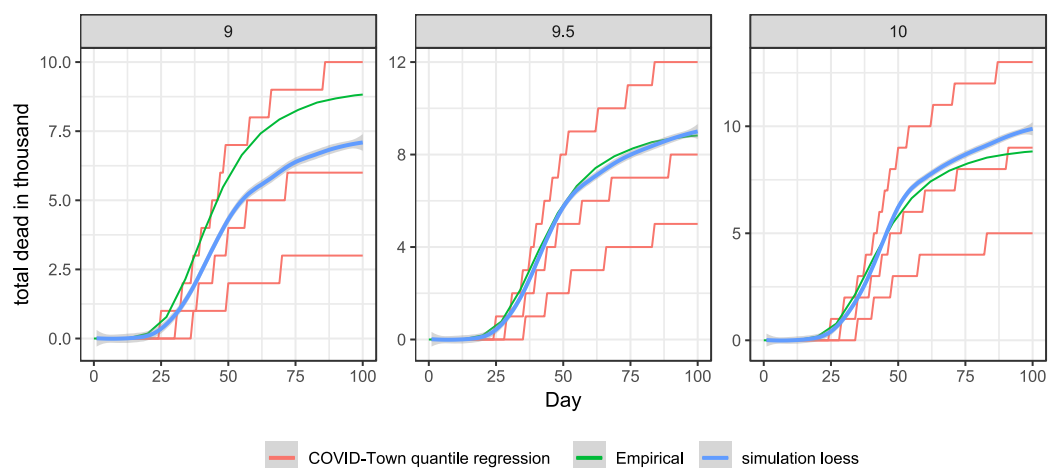 9
9.5
10
total dead in thousand
10.0
7.5
5.0
2.5
0.0
12
8
4
0
10
5
0
0 25 50 75 100
0 25 50 75 100
0 25 50 75 100
Day
COVID-Town quantile regression
Empirical
simulation loess